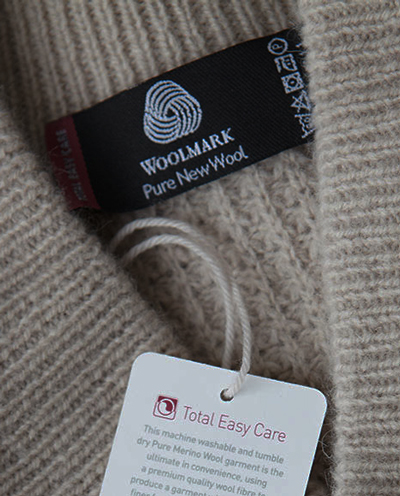 WOOLMARK
Pure New Wool
Total Easy Care
This machine washable and tumble
dry Pure Merino Wool garment is the
ultimate in convenience, using
a premium quality wool fibre to
produce a garment